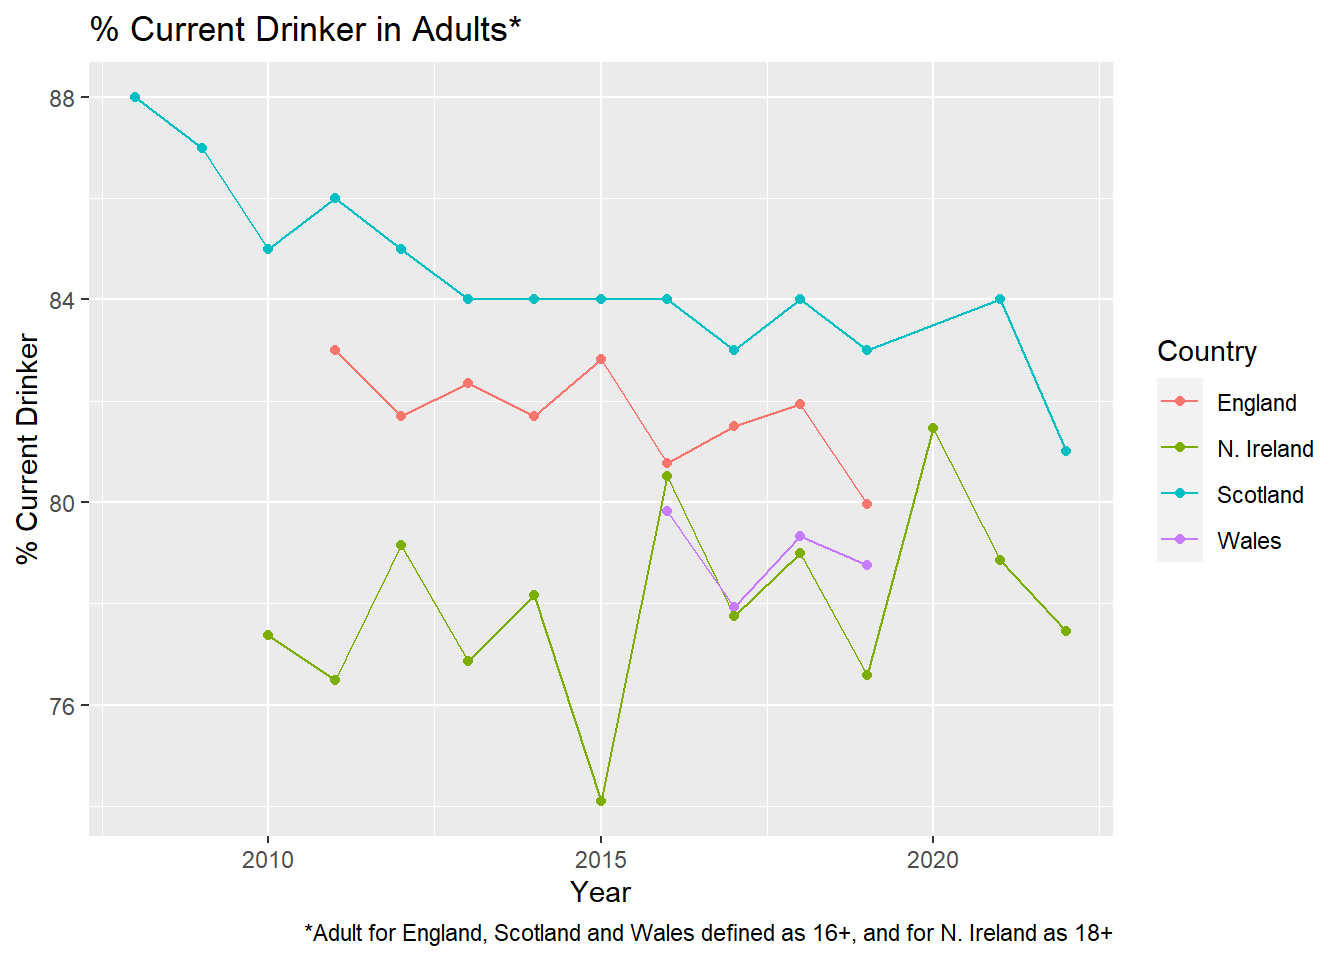 % Current Drinker in Adults*
88
84
80
76
% Current Drinker
2010
2015
2020
Year
Country
England
N. Ireland
Scotland
Wales
*Adult for England, Scotland and Wales defined as 16+, and for N. Ireland as 18+